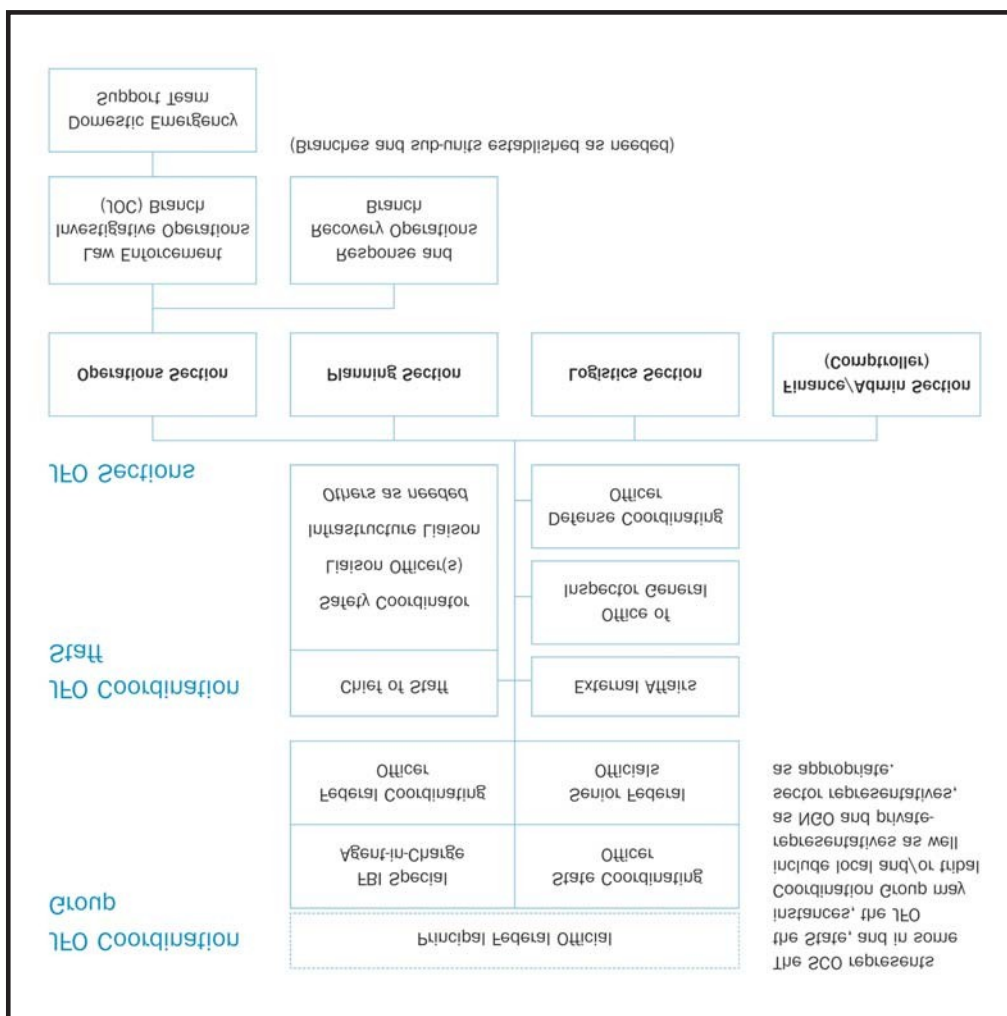 JFO Coordination
Group
Principal Federal Official
FBI Special
Agent-in-Charge
State Coordinating
Officer
Federal Coordinating
Officer
Senior Federal
Officials
The SCO represents
the State, and in some
instances, the JFO
Coordination Group may
include local and/or tribal
representatives as well
as NGO and private-
sector representatives,
as appropriate.
JFO Coordination
Staff
Chief of Staff
External Affairs
Safety Coordinator
Liaison Officer(s)
Infrastructure Liaison
Others as needed
Office of
Inspector General
Defense Coordinating
Officer
JFO Sections
Operations Section
Planning Section
Logistics Section
Finance/Admin Section
(Comptroller)
Law Enforcement
Investigative Operations
(JOC) Branch
Response and
Recovery Operations
Branch
Domestic Emergency
Support Team
(Branches and sub-units established as needed)